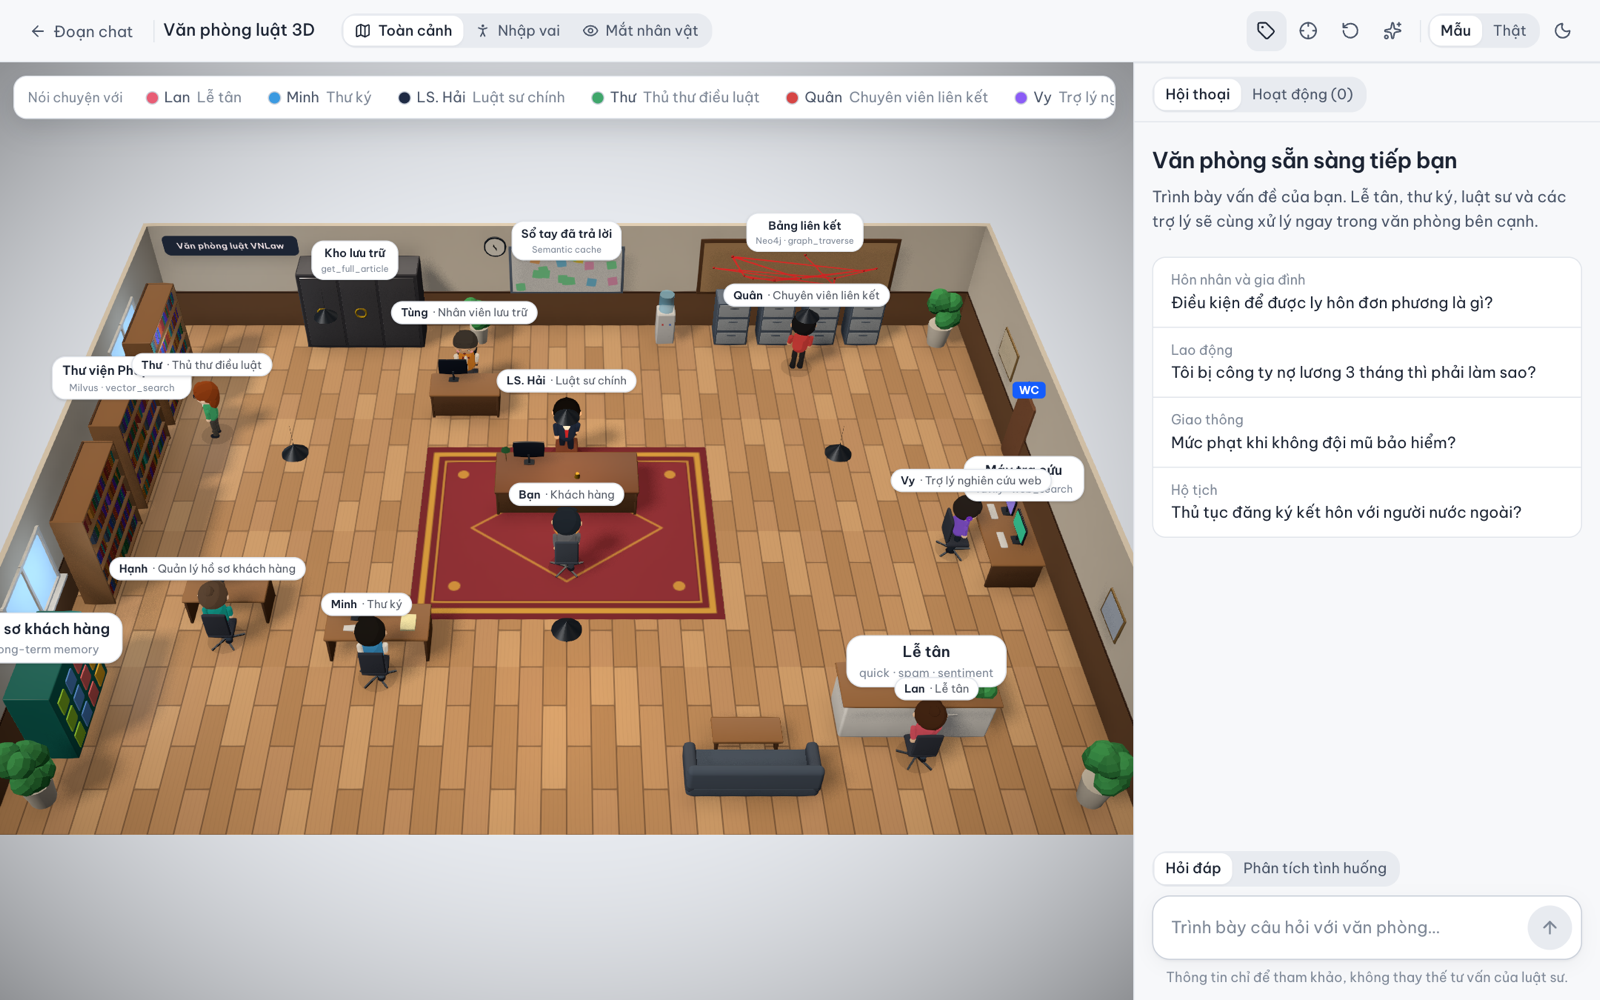 Đoạn chat
Văn phòng luật 3D
Toàn cảnh
Nhập vai
Mắt nhân vật
Mẫu
Thật
Nói chuyện với
Lan Lễ tân
Minh Thư ký
LS. Hải Luật sư chính
Thư Thủ thư điều luật
Quân Chuyên viên liên kết
Vy Trợ lý
Văn phòng luật VNLaw
Kho lưu trữ
get_full_article
Sổ tay đã trả lời
Semantic cache
Bảng liên kết
Neo4j · graph_traverse
Quân · Chuyên viên liên kết
Tùng · Nhân viên lưu trữ
Thư viện
Milvus · vector_search
Thư · Thủ thư điều luật
LS. Hải · Luật sư chính
WC
Vy · Trợ lý nghiên cứu web
Bạn · Khách hàng
Hạnh · Quản lý hồ sơ khách hàng
Minh · Thư ký
sơ khách hàng
ong-term memory
Lễ tân
quick · spam · sentiment
Lan · Lễ tân
Hội thoại
Hoạt động (0)
Văn phòng sẵn sàng tiếp bạn
Trình bày vấn đề của bạn. Lễ tân, thư ký, luật sư và các
trợ lý sẽ cùng xử lý ngay trong văn phòng bên cạnh.
Hôn nhân và gia đình
Điều kiện để được ly hôn đơn phương là gì?
Lao động
Tôi bị công ty nợ lương 3 tháng thì phải làm sao?
Giao thông
Mức phạt khi không đội mũ bảo hiểm?
Hộ tịch
Thủ tục đăng ký kết hôn với người nước ngoài?
Hỏi đáp
Phân tích tình huống
Trình bày câu hỏi với văn phòng...
Thông tin chỉ để tham khảo, không thay thế tư vấn của luật sư.